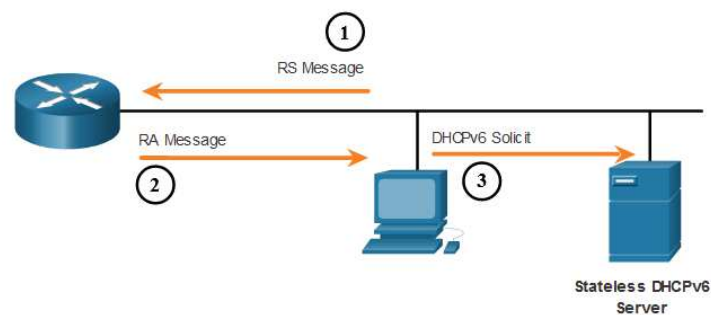 1
RS Message
RA Message
DHCPv6 Solicit
2
3
Stateless DHCPv6
Server